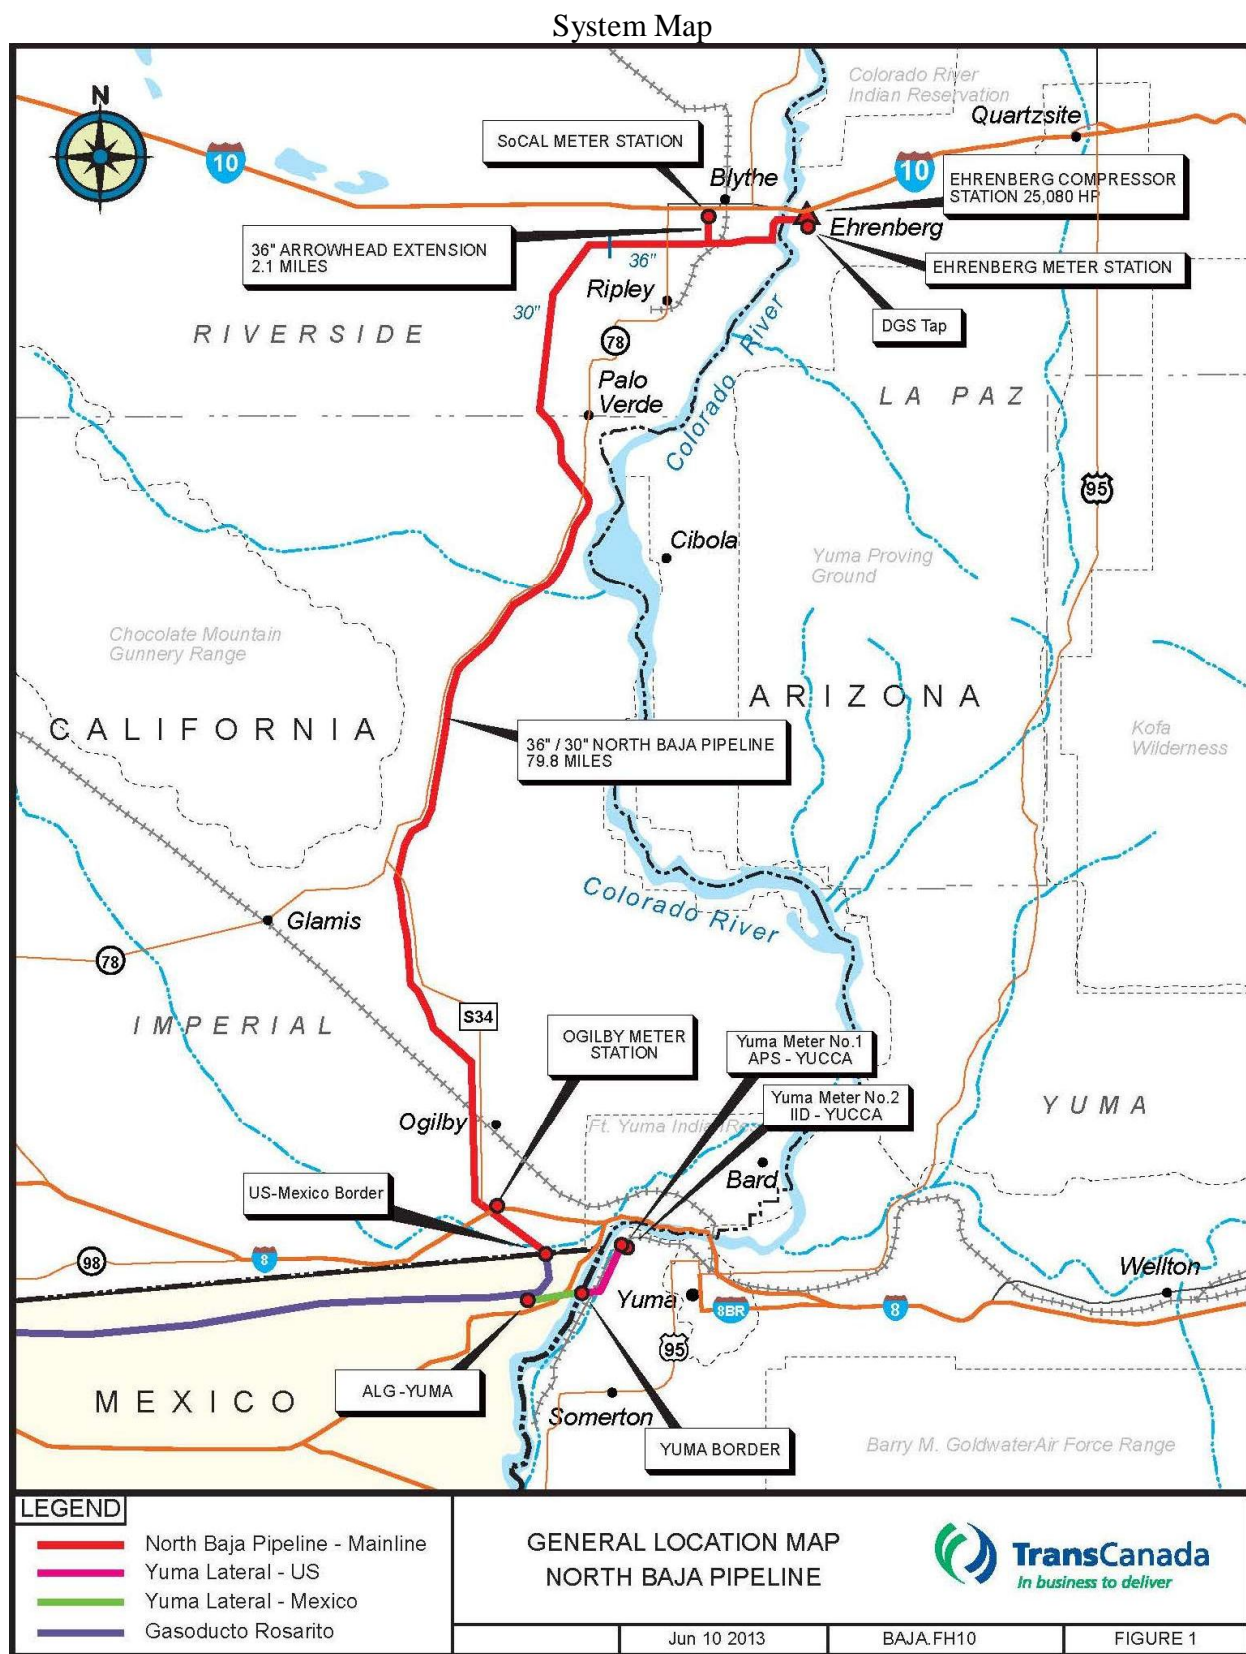 System Map
N
Colorado River
Indian Reservation
Quartzsite
SoCAL METER STATION
10
10
Blythe
EHRENBERG COMPRESSOR
STATION 25,080 HP
Ehrenberg
36" ARROWHEAD EXTENSION
2.1 MILES
36"
EHRENBERG METER STATION
Ripley
30"
DGS Tap
RIVERSIDE
78
Colorado River
Palo
Verde
LA PAZ
95
Cibola
Yuma Proving
Ground
Chocolate Mountain
Gunnery Range
ARIZONA
CALIFORNIA
36" / 30" NORTH BAJA PIPELINE
79.8 MILES
Kofa
Wilderness
Colorado River
Glamis
78
IMPERIAL
S34
OGILBY METER
STATION
Yuma Meter No.1
APS - YUCCA
Yuma Meter No.2
IID - YUCCA
YUMA
Ogilby
Ft. Yuma Indian Re
Bard
US-Mexico Border
98
8
Wellton
Yuma
8BR
8
95
ALG -YUMA
MEXICO
Somerton
YUMA BORDER
Barry M. GoldwaterAir Force Range
LEGEND
North Baja Pipeline - Mainline
Yuma Lateral - US
Yuma Lateral - Mexico
Gasoducto Rosarito
GENERAL LOCATION MAP
NORTH BAJA PIPELINE
TransCanada
In business to deliver
Jun 10 2013
BAJA.FH10
FIGURE 1